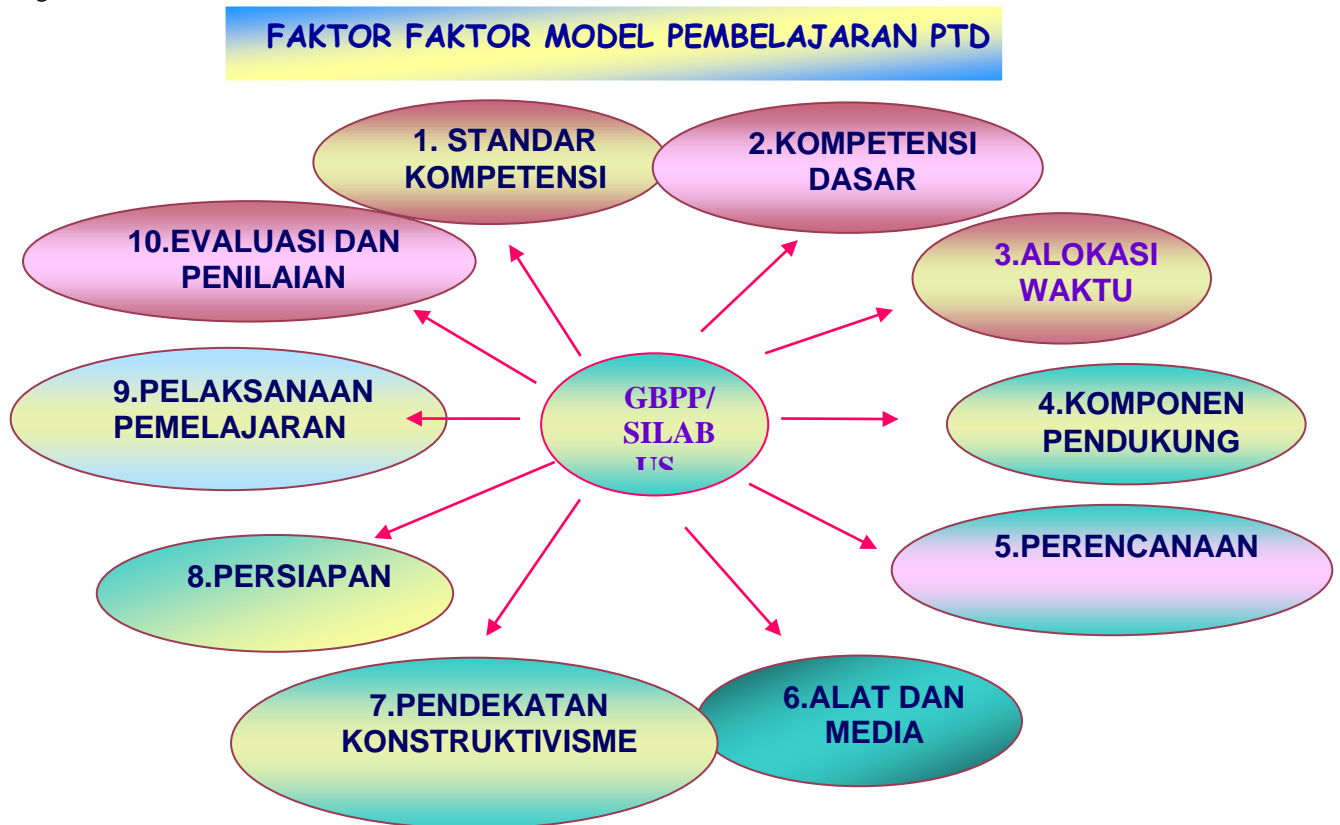 FAKTOR FAKTOR MODEL PEMBELAJARAN PTD
1. STANDAR
KOMPETENSI
2.KOMPETENSI
DASAR
10.EVALUASI DAN
PENILAIAN
3.ALOKASI
WAKTU
9.PELAKSANAAN
PEMELAJARAN
GBPP/
SILAB
US
4.KOMPONEN
PENDUKUNG
5.PERENCANAAN
8.PERSIAPAN
7.PENDEKATAN
KONSTRUKTIVISME
6.ALAT DAN
MEDIA